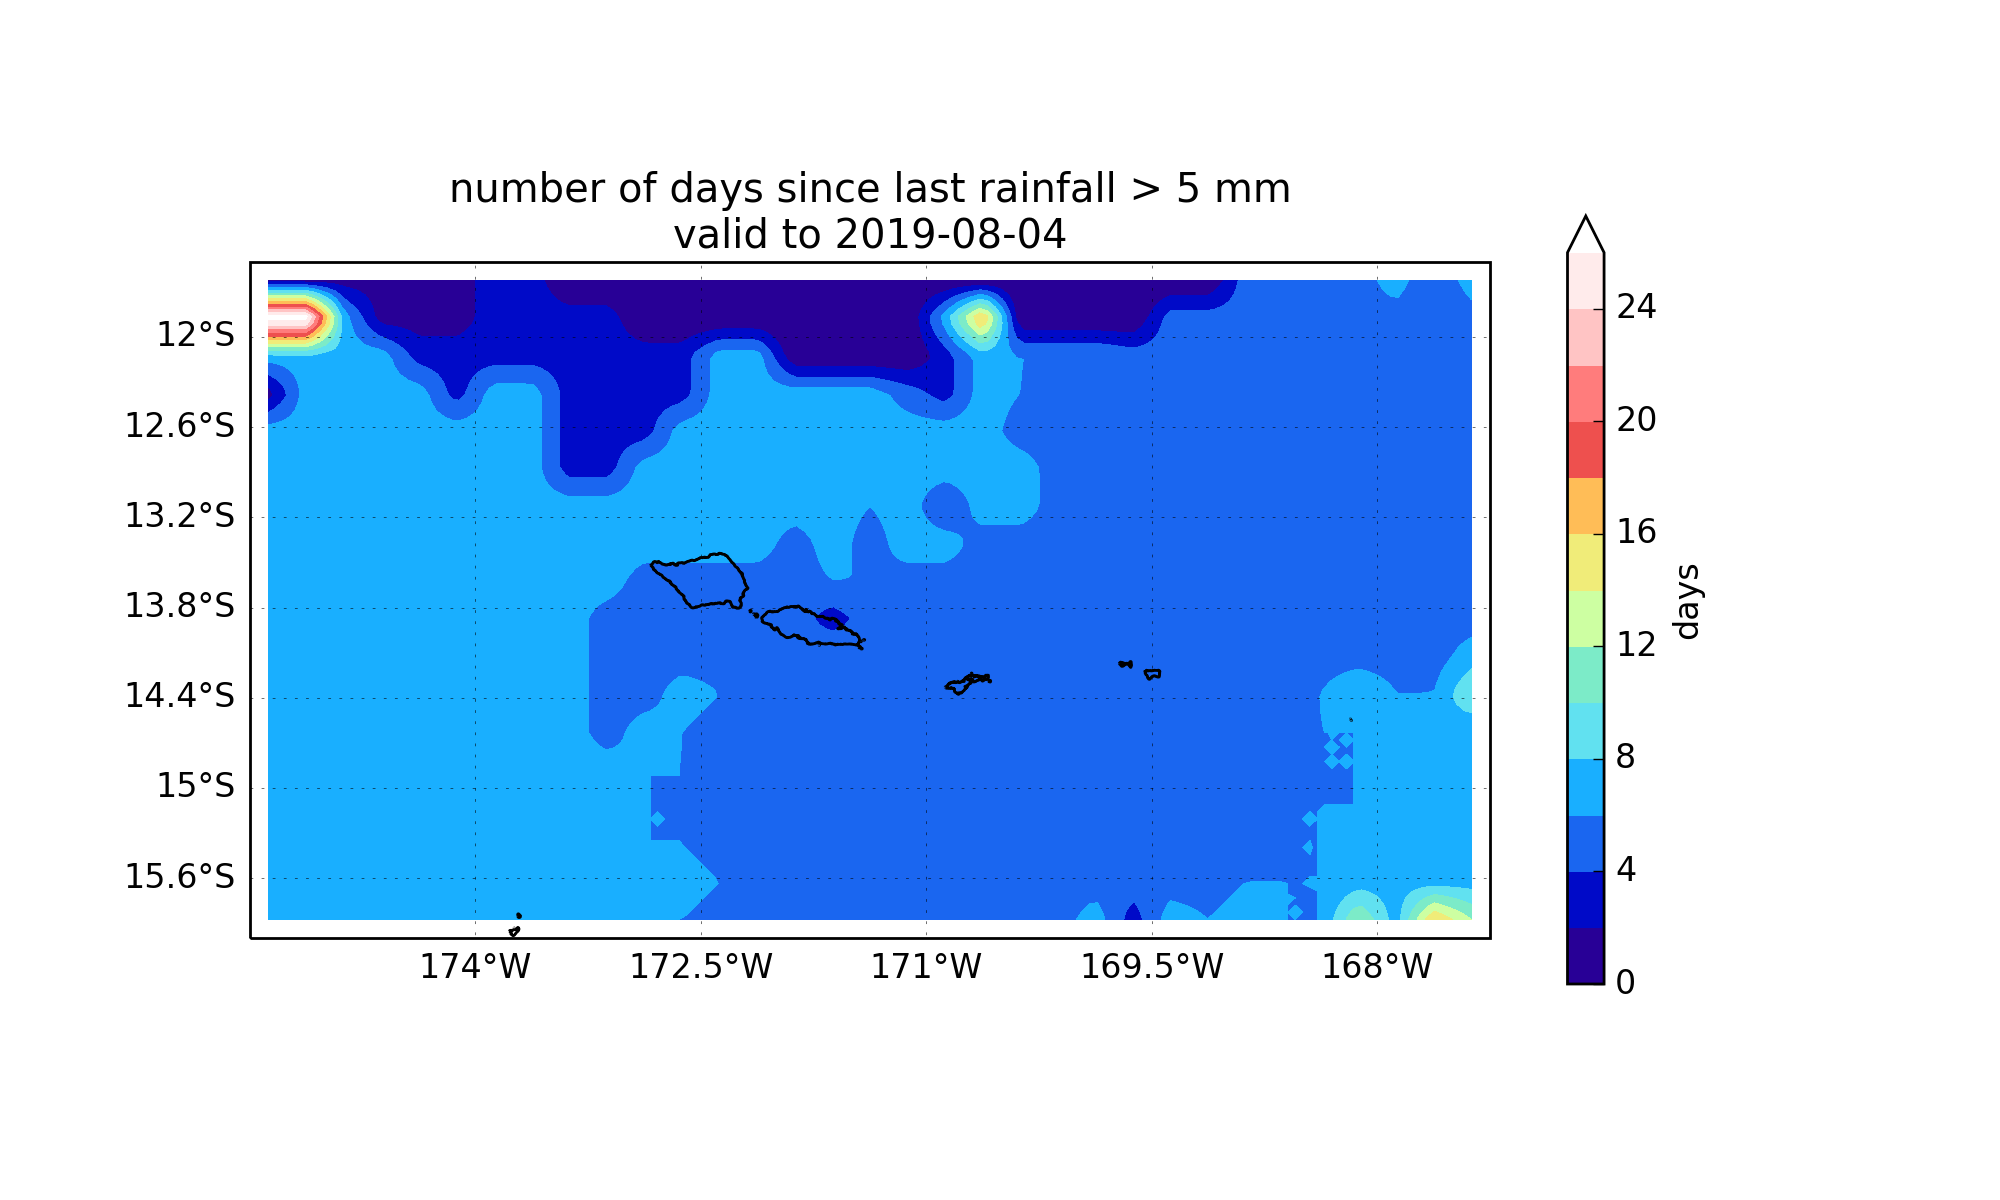 number of days since last rainfall > 5 mm
valid to 2019-08-04
12°S
12.6°S
13.2°S
13.8°S
14.4°S
15°S
15.6°S
174°W
172.5°W
171°W
169.5°W
168°W
24
20
16
12
8
4
0
days